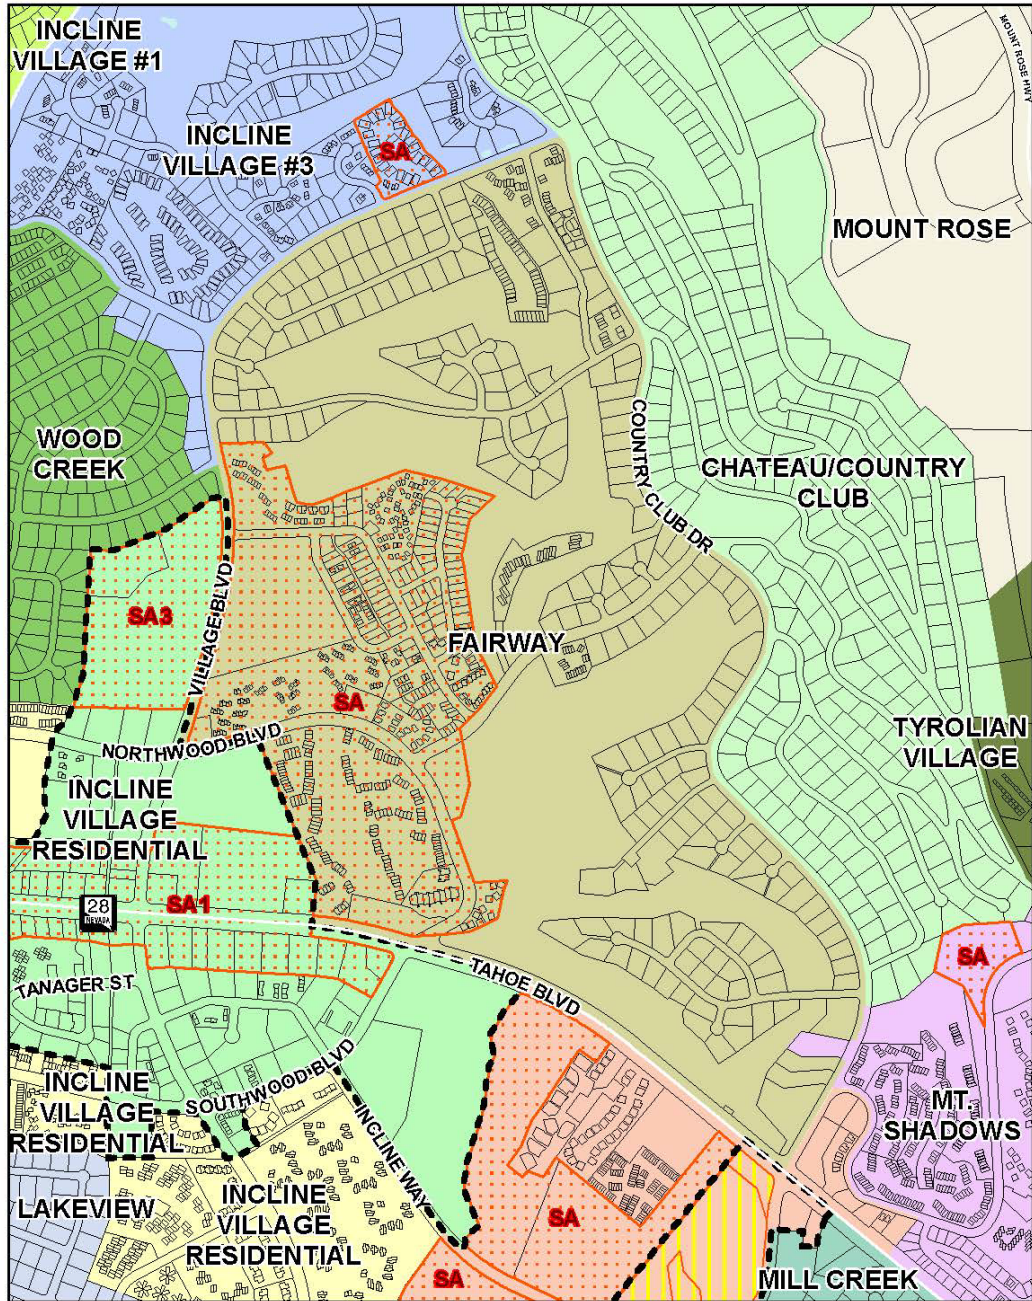 INCLINE
VILLAGE #1
MOUNT ROSE HWY
INCLINE
VILLAGE #3
SA
MOUNT ROSE
WOOD
CREEK
COUNTRY CLUB DR
CHATEAU/COUNTRY
CLUB
SA3
VILLAGE BLVD
FAIRWAY
SA
NORTHWOOD BLVD
TYROLIAN
VILLAGE
INCLINE
VILLAGE
RESIDENTIAL
SA1
28
NEVADA
SA
TANAGER ST
TAHOE BLVD
INCLINE
VILLAGE
RESIDENTIAL
SOUTHWOOD BLVD
INCLINE WAY
MT.
SHADOWS
LAKEVIEW
INCLINE
VILLAGE
RESIDENTIAL
SA
SA
MILL CREEK